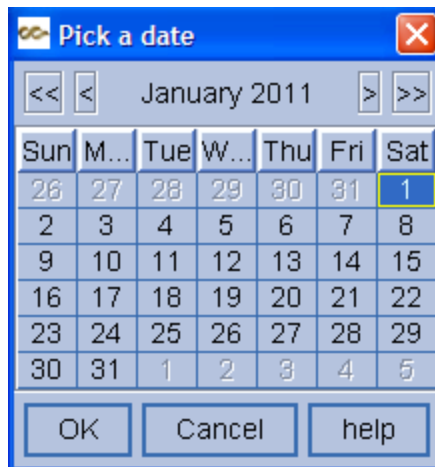 Pick a date
<< < January 2011 > >>
Sun M... Tue W... Thu Fri Sat
26 27 28 29 30 31 1
2 3 4 5 6 7 8
9 10 11 12 13 14 15
16 17 18 19 20 21 22
23 24 25 26 27 28 29
30 31 1 2 3 4 5
OK Cancel help